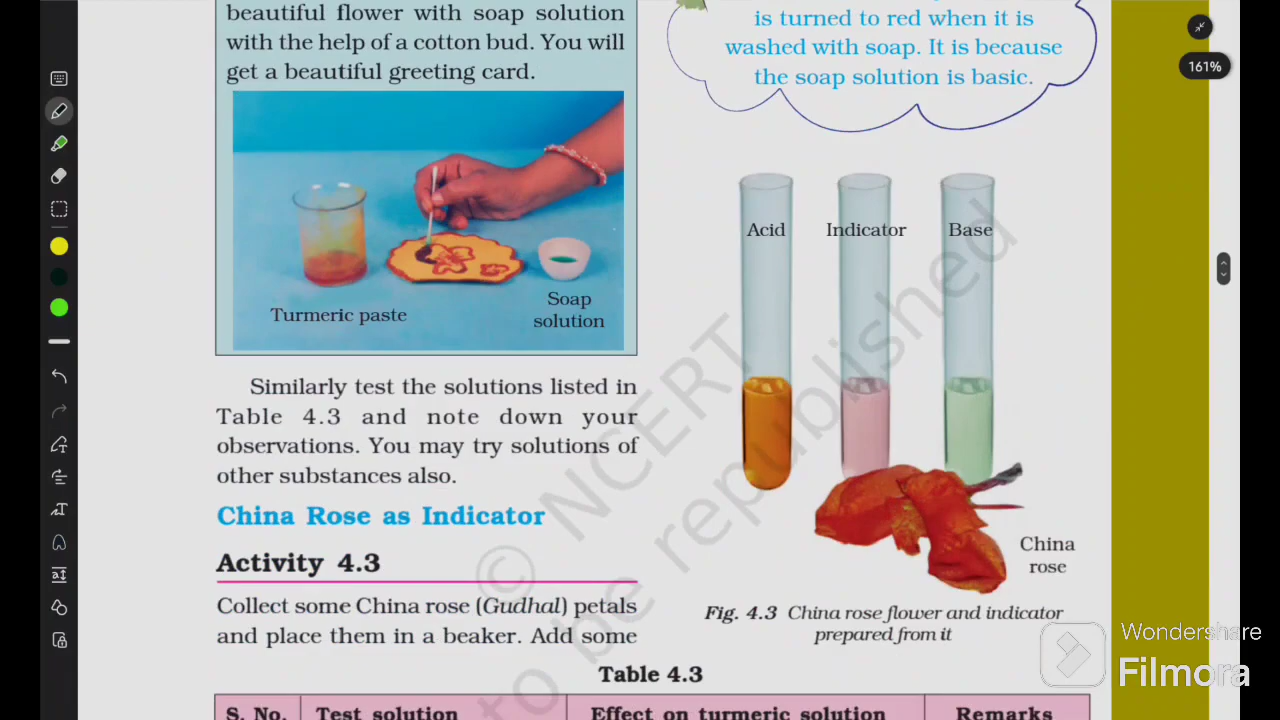 beautiful flower with soap solution
with the help of a cotton bud. You will
get a beautiful greeting card.
Turmeric paste
Soap
solution
Similarly test the solutions listed in
Table 4.3 and note down your
observations. You may try solutions of
other substances also.
China Rose as Indicator
Activity 4.3
Collect some China rose (Gudhal) petals
and place them in a beaker. Add some
is turned to red when it is
washed with soap. It is because
the soap solution is basic.
161%
Acid
Indicator
Base
China
rose
Fig. 4.3 China rose flower and indicator
prepared from it
© NCERT
to be republished
Table 4.3
S. No.
Test solution
Effect on turmeric solution
Remarks
Wondershare
Filmora